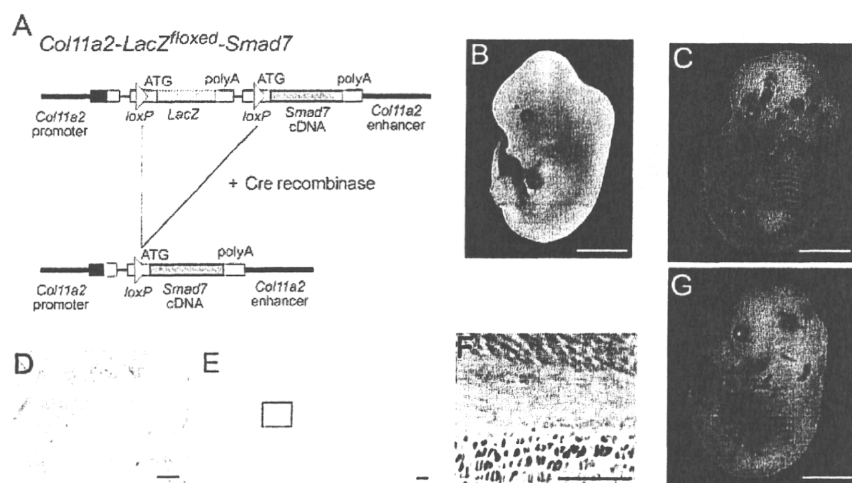 A
Col11a2-LacZfloxed-Smad7
ATG polyA ATG polyA
Col11a2 promoter loxP LacZ loxP Smad7 cDNA Col11a2 enhancer
+ Cre recombinase
ATG polyA
Col11a2 promoter loxP Smad7 cDNA Col11a2 enhancer
B
C
D
E
F
G